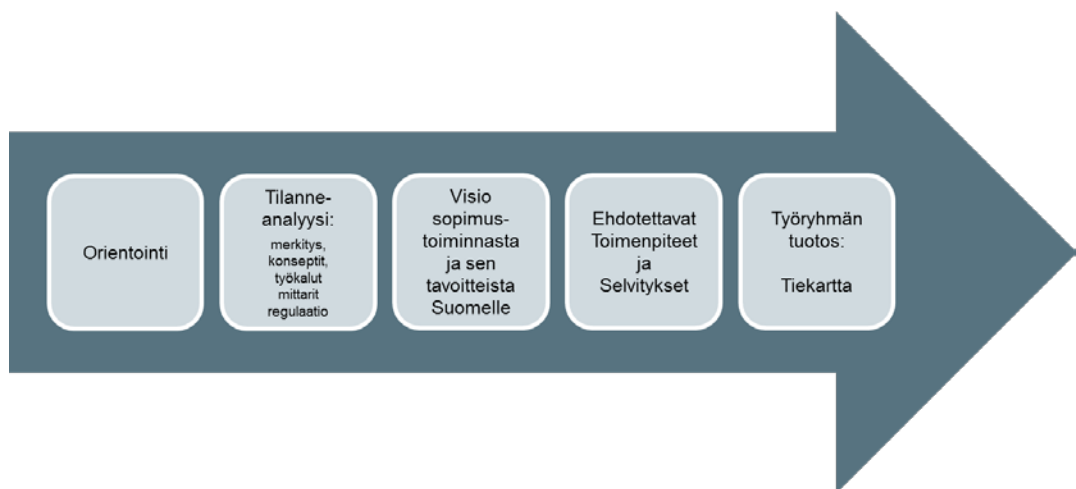 Orientointi
Tilanne-
analyysi:
merkitys,
konseptit,
työkalut
mittarit
regulaatio
Visio
sopimus-
toiminnasta
ja sen
tavoitteista
Suomelle
Ehdotettavat
Toimenpiteet
ja
Selvitykset
Työryhmän
tuotos:
Tiekartta